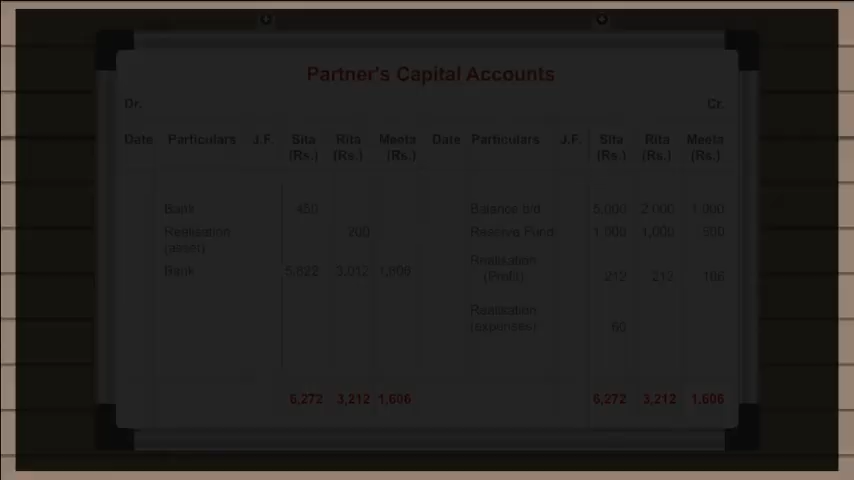 Partner's Capital Accounts
Dr. Cr.
Date Particulars J.F. Sita (Rs.) Rita (Rs.) Meeta (Rs.) Date Particulars J.F. Sita (Rs.) Rita (Rs.) Meeta (Rs.)
Bank 450 Balance b/d 5,000 2,000 1,000
Realisation (asset) 200 Reserve Fund 1,000 1,000 500
Bank 5,822 3,012 1,606 Realisation (Profit) 212 212 106
Realisation (expenses) 60
6,272 3,212 1,606 6,272 3,212 1,606